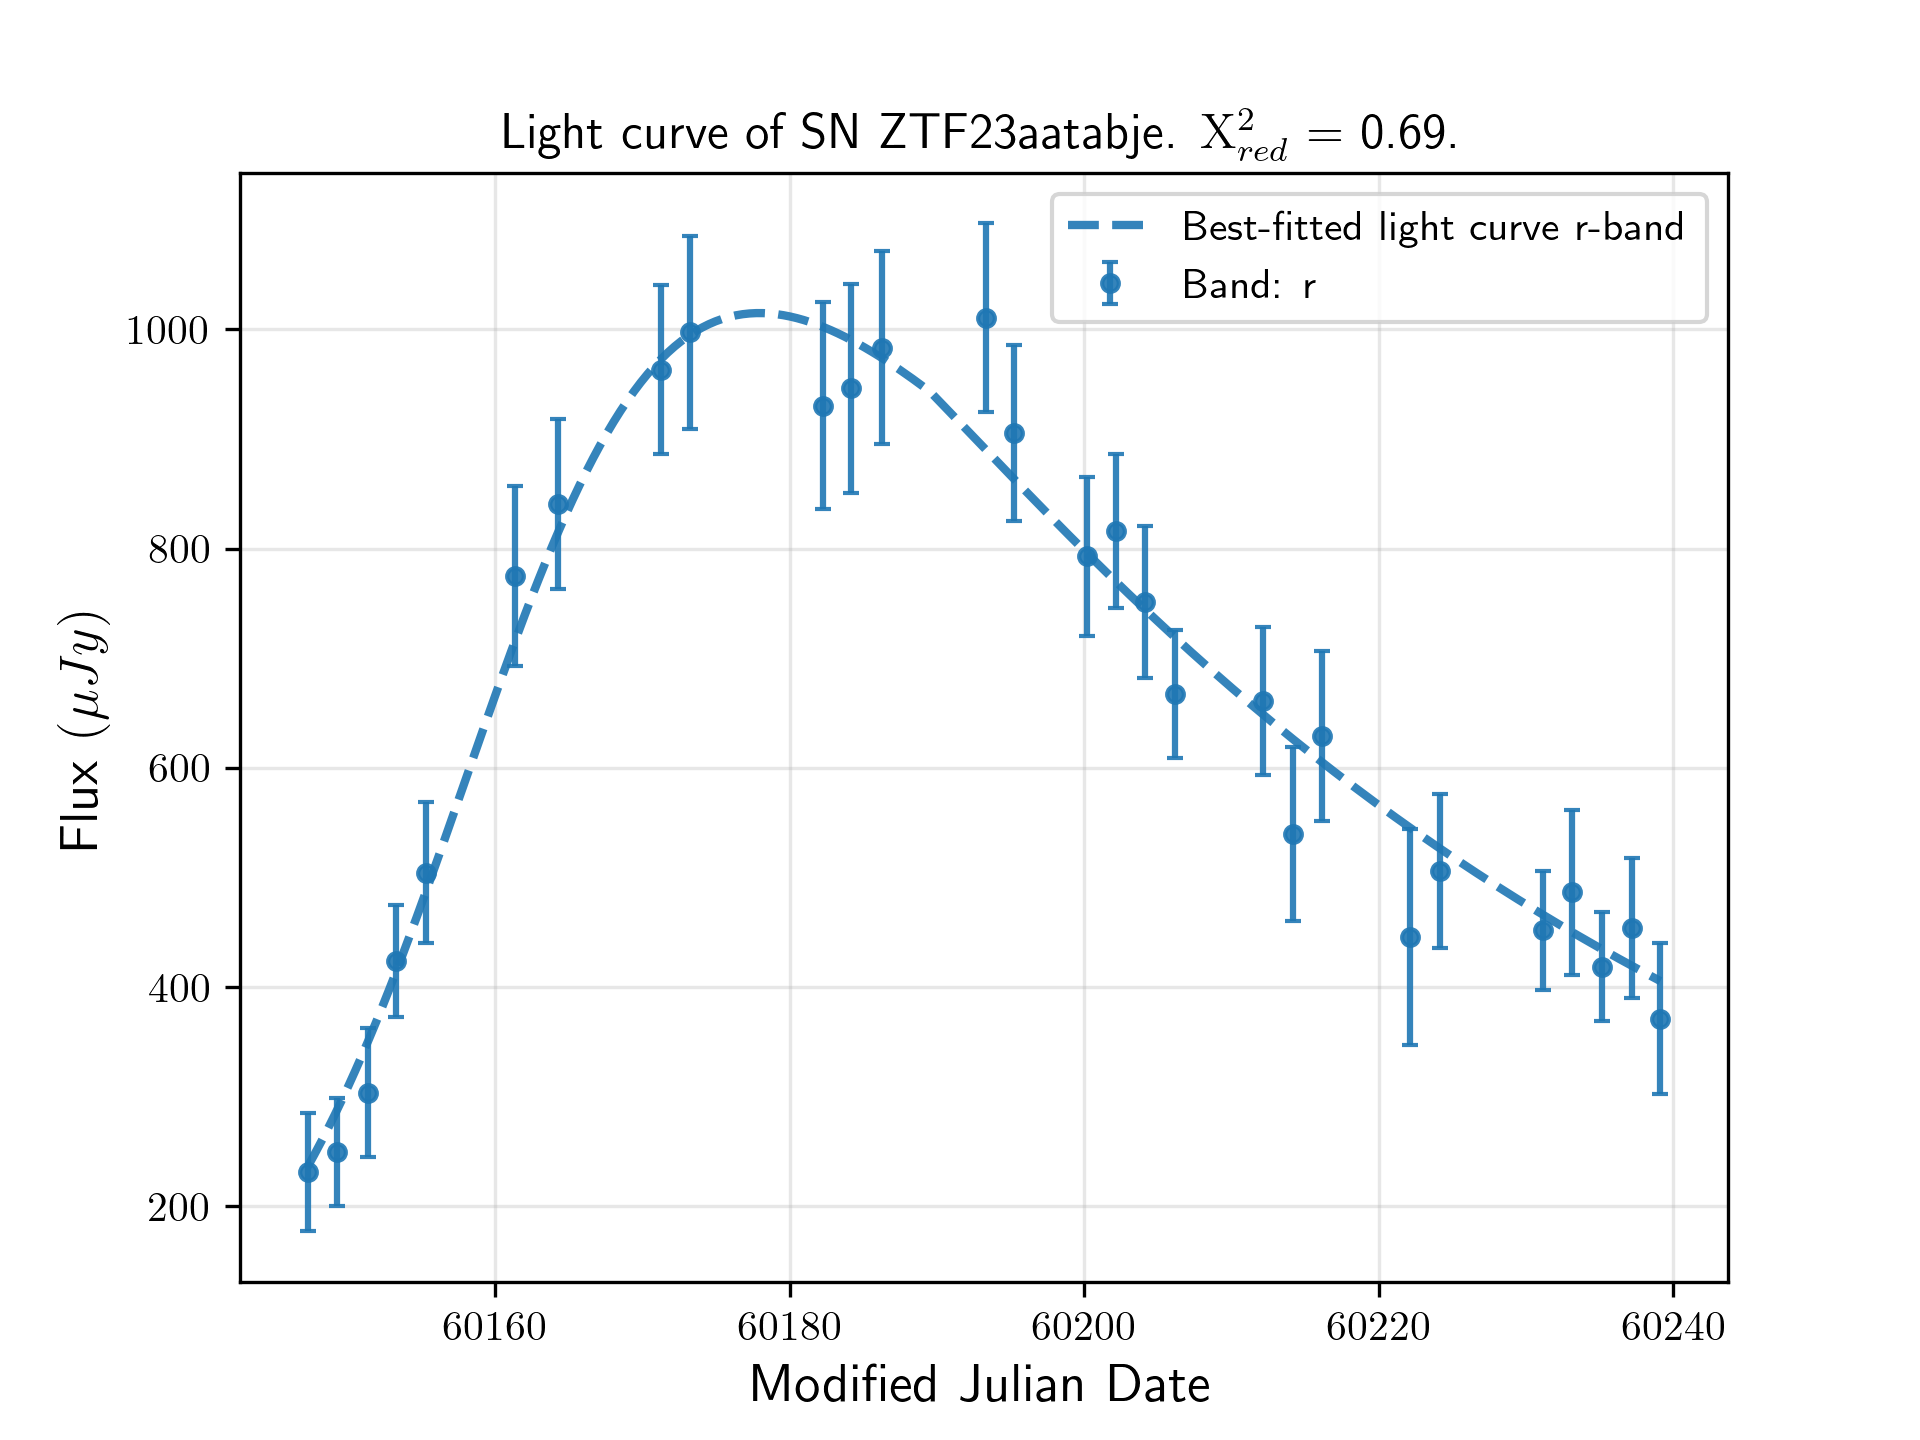 Light curve of SN ZTF23aatabje. X²_red = 0.69.
Best-fitted light curve r-band
Band: r
1000
800
600
400
200
Flux (μJy)
60160 60180 60200 60220 60240
Modified Julian Date